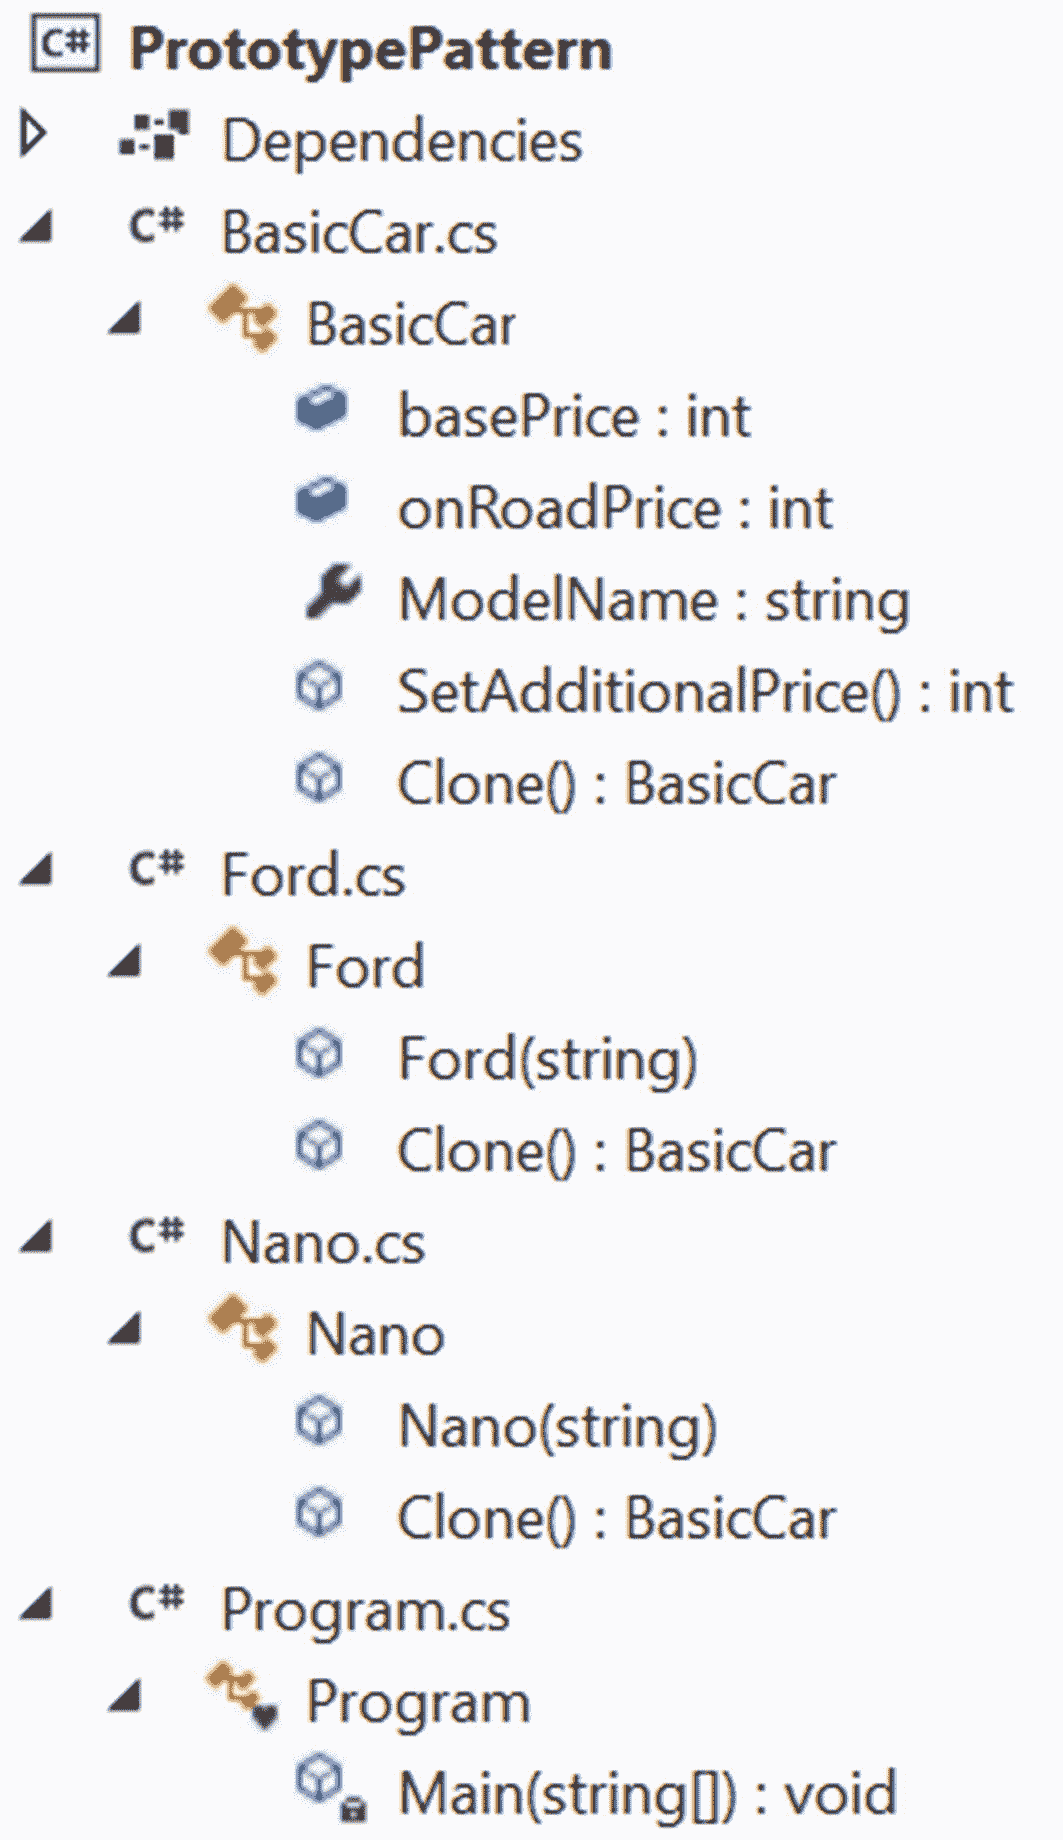 C# PrototypePattern
Dependencies
C# BasicCar.cs
BasicCar
basePrice : int
onRoadPrice : int
ModelName : string
SetAdditionalPrice() : int
Clone() : BasicCar
C# Ford.cs
Ford
Ford(string)
Clone() : BasicCar
C# Nano.cs
Nano
Nano(string)
Clone() : BasicCar
C# Program.cs
Program
Main(string[]) : void